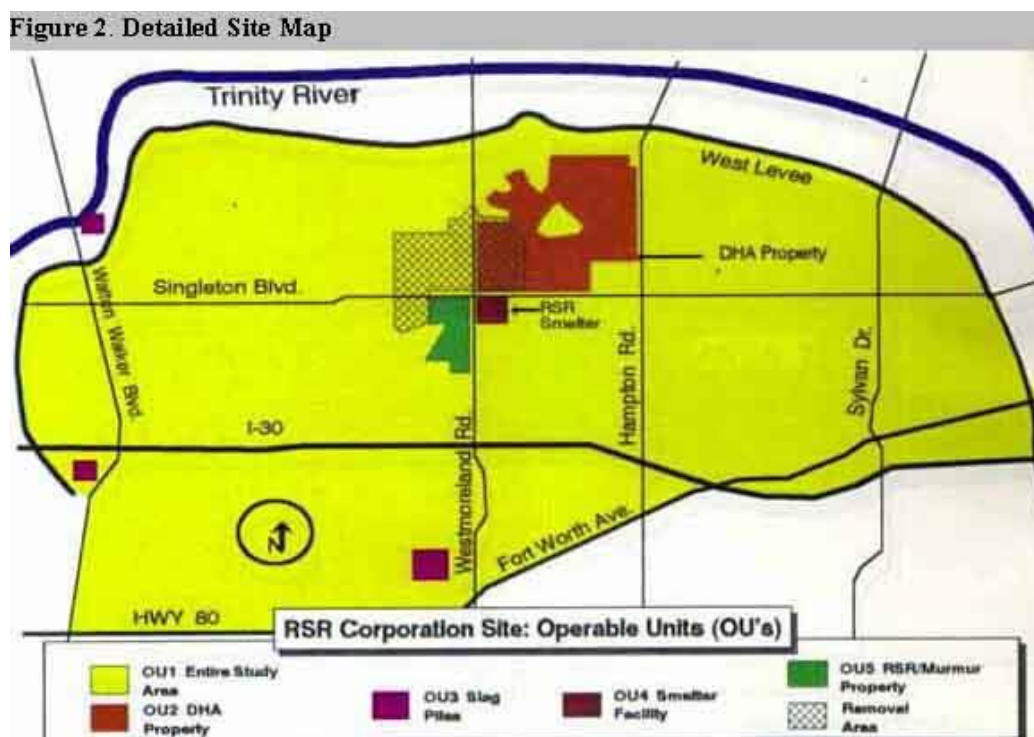 Figure 2. Detailed Site Map
Trinity River
West Levee
DHA Property
Singleton Blvd.
RSR
Smelter
Walton Walker Blvd.
Hampton Rd.
Sylvan Dr.
I-30
Westmoreland Rd.
Fort Worth Ave.
N
HWY 80
RSR Corporation Site: Operable Units (OU's)
OU1 Entire Study
Area
OU2 DHA
Property
OU3 Slag
Piles
OU4 Smelter
Facility
OU5 RSR/Murmur
Property
Removal
Area